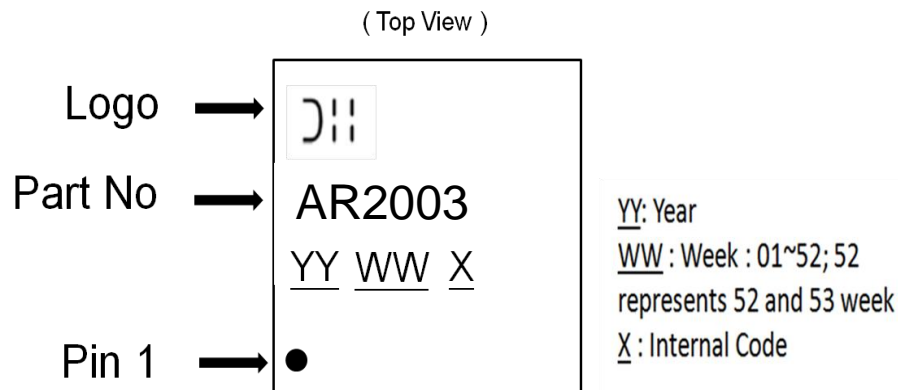 ( Top View )
Logo
Part No
AR2003
YY WW X
Pin 1
YY: Year
WW : Week : 01~52; 52
represents 52 and 53 week
X : Internal Code